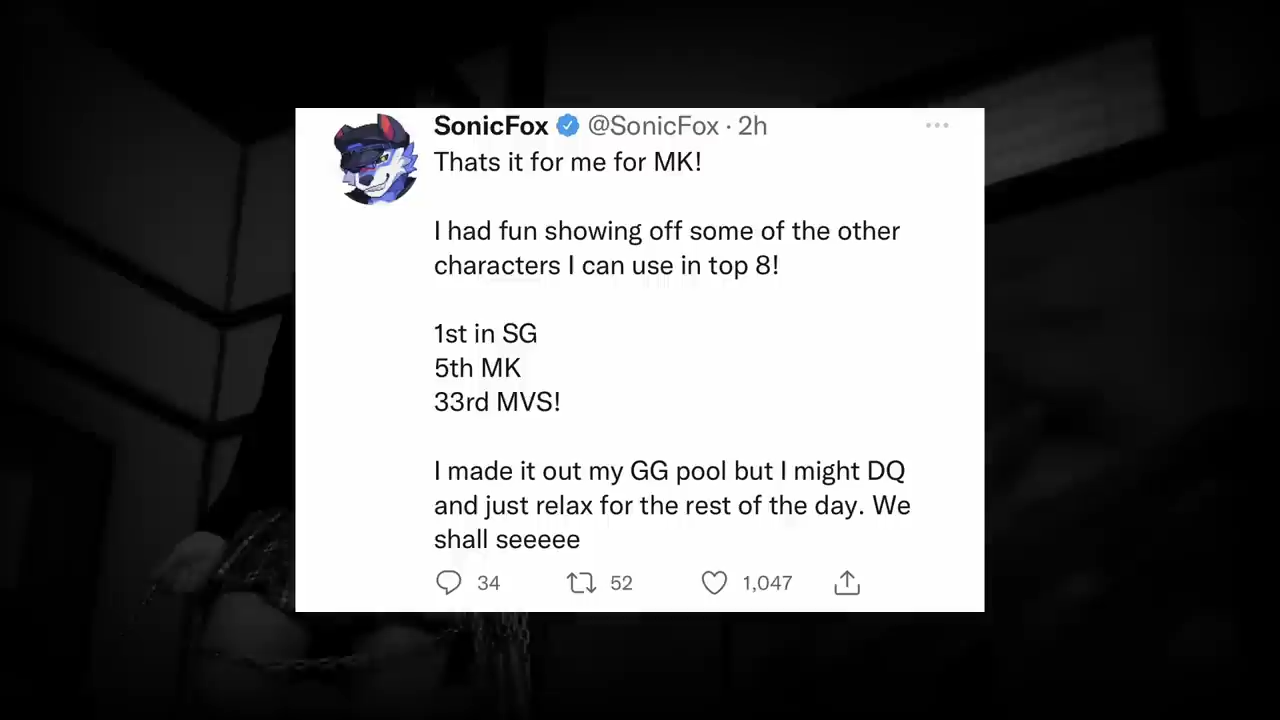 SonicFox @SonicFox · 2h
Thats it for me for MK!
I had fun showing off some of the other
characters I can use in top 8!
1st in SG
5th MK
33rd MVS!
I made it out my GG pool but I might DQ
and just relax for the rest of the day. We
shall seeeee
34 52 1,047